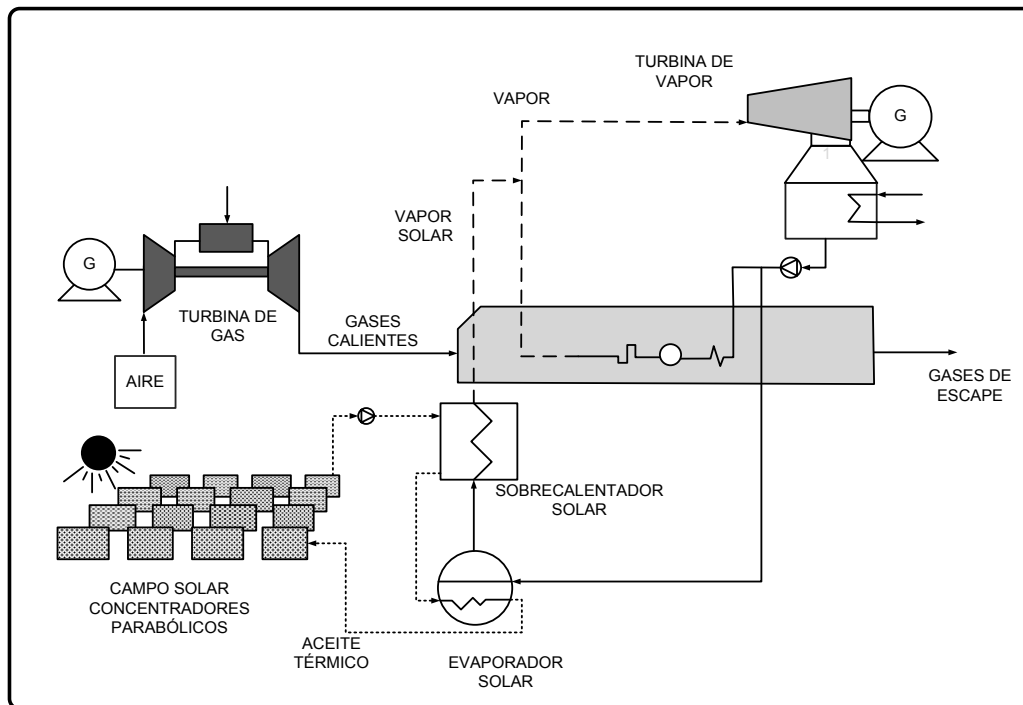 TURBINA DE
VAPOR
VAPOR
G
VAPOR
SOLAR
G
TURBINA DE
GAS
GASES
CALIENTES
AIRE
GASES DE
ESCAPE
SOBRECALENTADOR
SOLAR
CAMPO SOLAR
CONCENTRADORES
PARABÓLICOS
ACEITE
TÉRMICO
EVAPORADOR
SOLAR
1